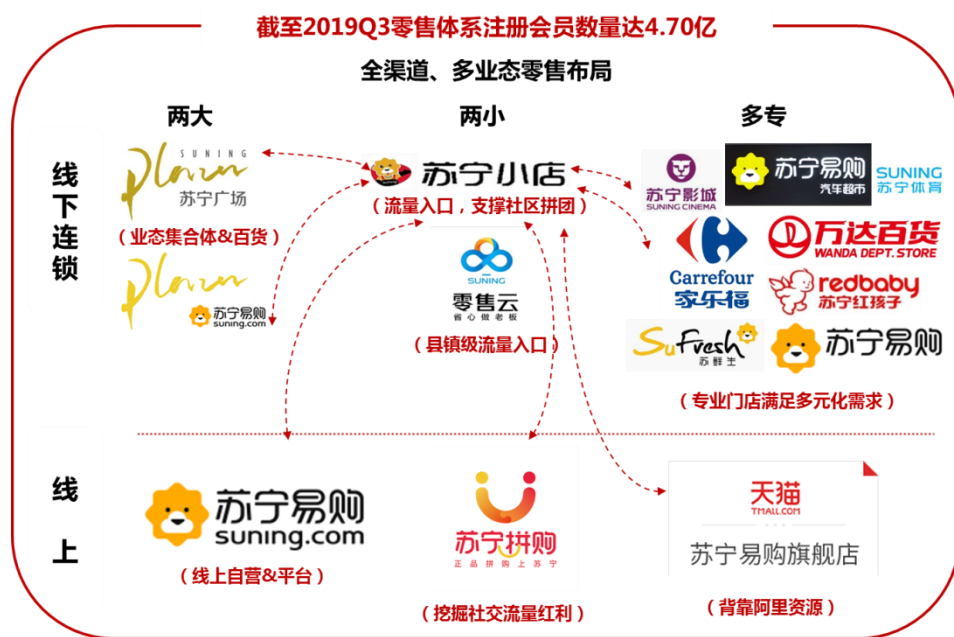 截至2019Q3零售体系注册会员数量达4.70亿
全渠道、多业态零售布局
两大
两小
多专
线下连锁
SUNING
Plaza
苏宁广场
（业态集合体&百货）
Plaza
苏宁易购
suning.com
苏宁小店
（流量入口，支撑社区拼团）
SUNING
零售云
省心做老板
（县镇级流量入口）
苏宁影城
SUNING CINEMA
苏宁易购
汽车超市
SUNING
苏宁体育
Carrefour
家乐福
万达百货
WANDA DEPT. STORE
redbaby
苏宁红孩子
SuFresh
苏鲜生
苏宁易购
（专业门店满足多元化需求）
线上
苏宁易购
suning.com
（线上自营&平台）
苏宁拼购
正品拼购上苏宁
（挖掘社交流量红利）
天猫
TMALL.COM
苏宁易购旗舰店
（背靠阿里资源）